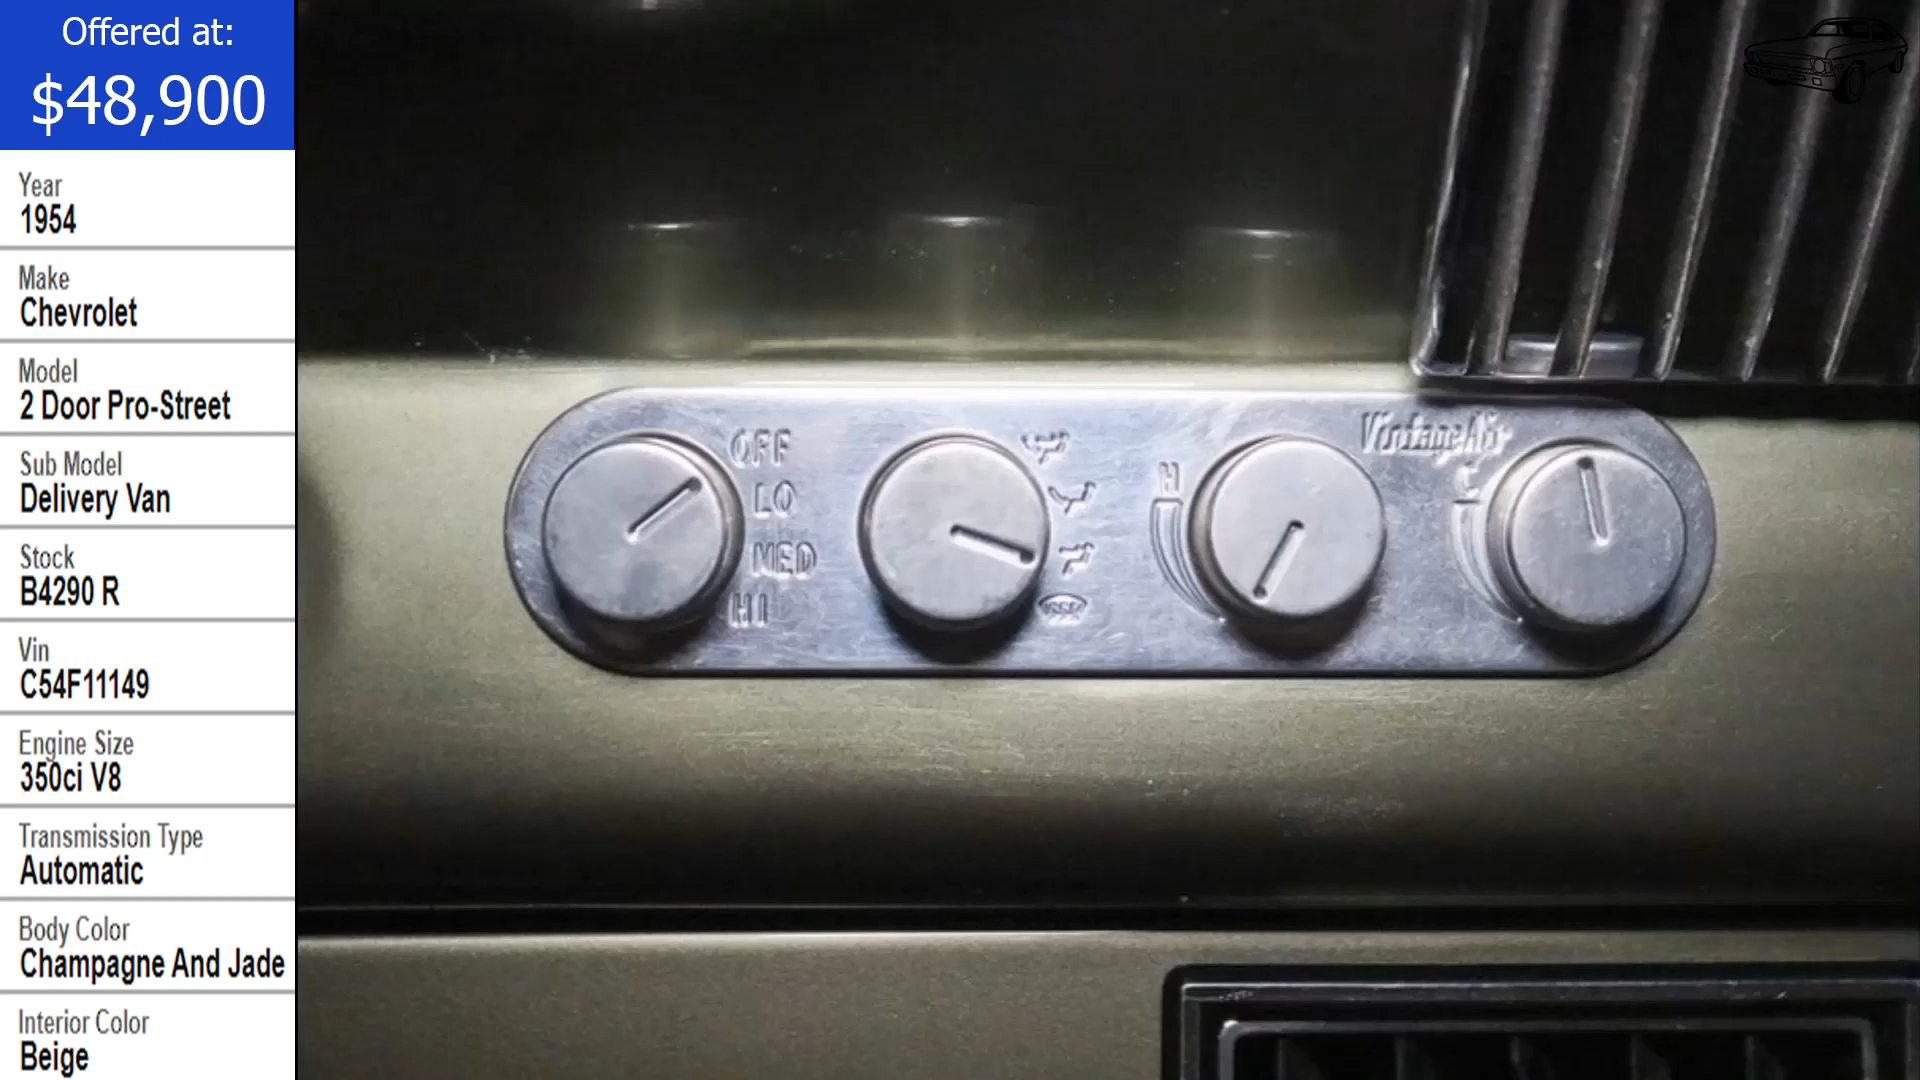 Offered at:
$48,900
Year
1954
Make
Chevrolet
Model
2 Door Pro-Street
Sub Model
Delivery Van
Stock
B4290 R
Vin
C54F11149
Engine Size
350ci V8
Transmission Type
Automatic
Body Color
Champagne And Jade
Interior Color
Beige
OFF
LO
MED
HI
H
Vintage Air
C